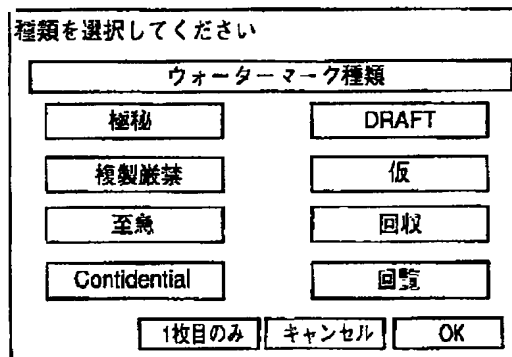 種類を選択してください
ウォーターマーク種類
極秘 DRAFT
複製厳禁 仮
至急 回収
Contidential 回覧
1枚目のみ キャンセル OK